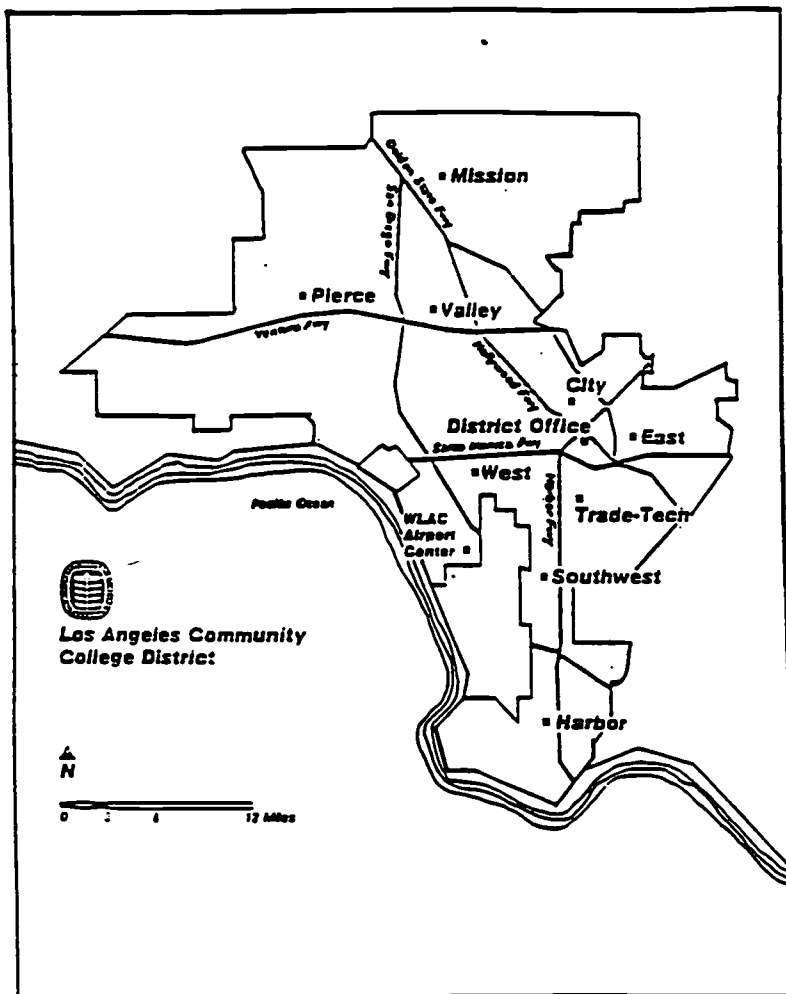 Golden State Fwy
Mission
San Diego Fwy
Pierce
Valley
Ventura Fwy
Hollywood Fwy
City
District Office
East
Santa Monica Fwy
West
Pacific Ocean
Harbor Fwy
Trade-Tech
WLAC
Airport
Center
Southwest
Los Angeles Community
College District
Harbor
N
0 3 6 12 Miles